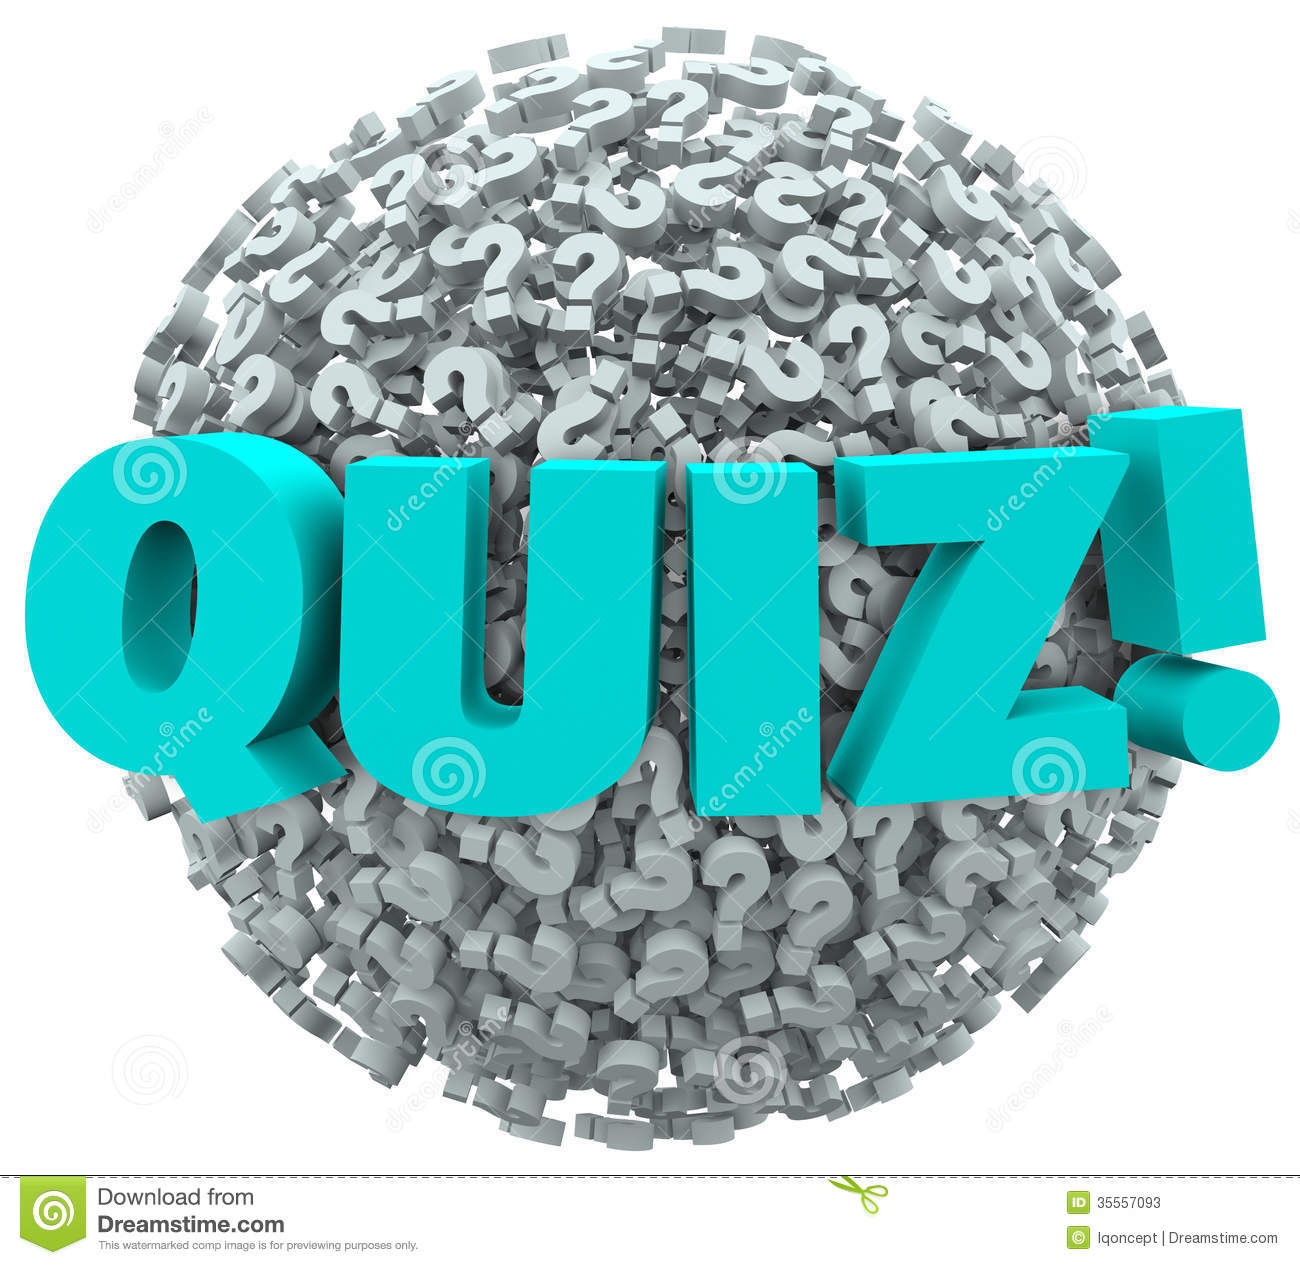 QUIZ!
Download from
Dreamstime.com
This watermarked comp image is for previewing purposes only.
ID 35557093
© Iqoncept | Dreamstime.com